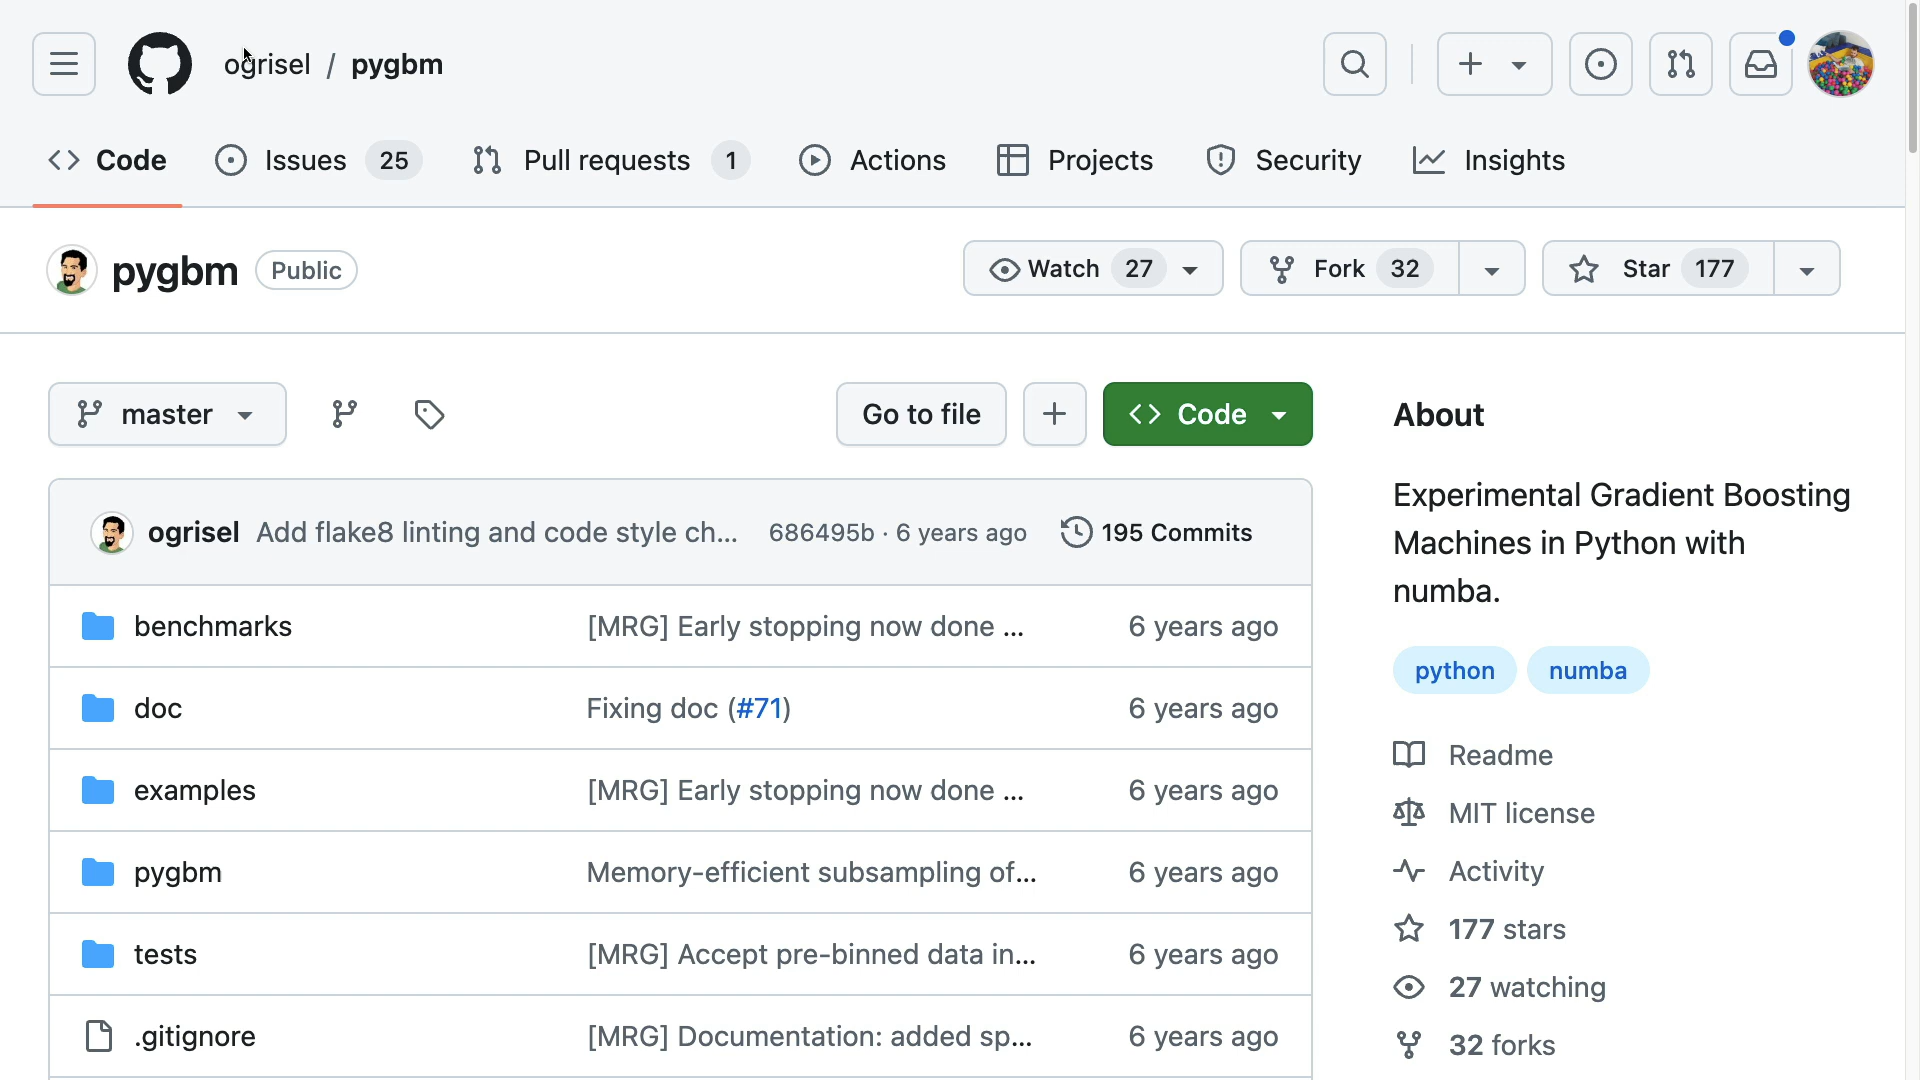 ogrisel / pygbm
Code Issues 25 Pull requests 1 Actions Projects Security Insights
pygbm Public Watch 27 Fork 32 Star 177
master Go to file Code
About
Experimental Gradient Boosting
Machines in Python with
numba.
python numba
Readme
MIT license
Activity
177 stars
27 watching
32 forks
ogrisel Add flake8 linting and code style ch... 686495b · 6 years ago 195 Commits
benchmarks [MRG] Early stopping now done ... 6 years ago
doc Fixing doc (#71) 6 years ago
examples [MRG] Early stopping now done ... 6 years ago
pygbm Memory-efficient subsampling of... 6 years ago
tests [MRG] Accept pre-binned data in... 6 years ago
.gitignore [MRG] Documentation: added sp... 6 years ago